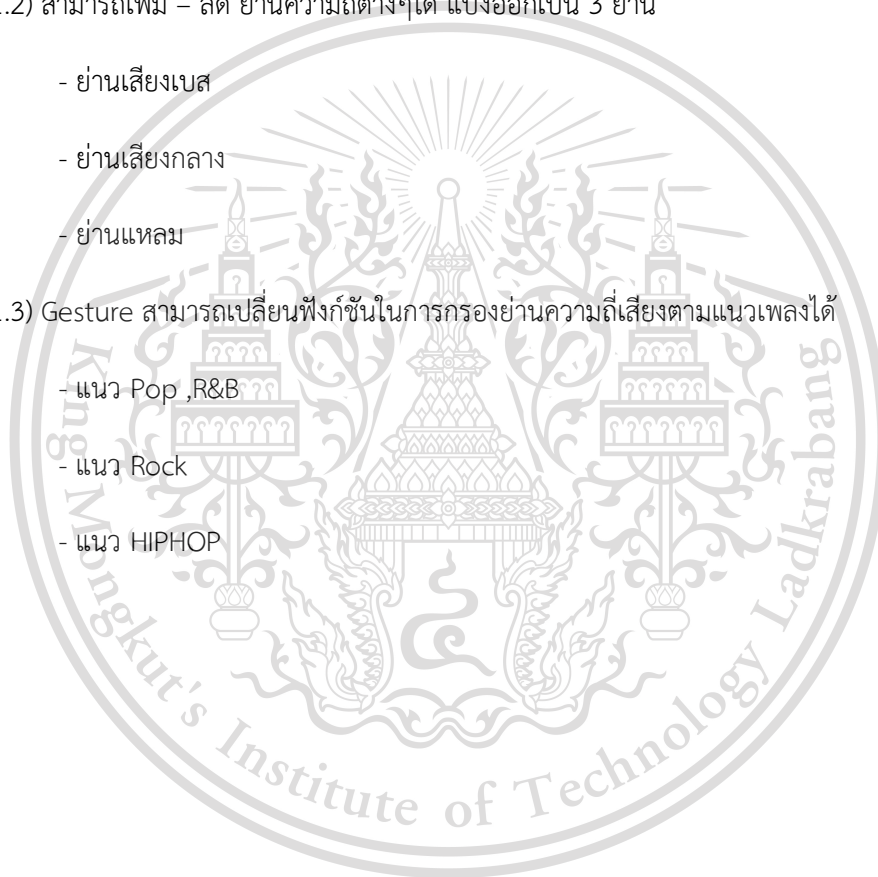 .2) สามารถเพิ่ม – ลด ย่านความถี่ต่างๆได้ แบ่งออกเป็น 3 ย่าน
- ย่านเสียงเบส
- ย่านเสียงกลาง
- ย่านแหลม
.3) Gesture สามารถเปลี่ยนฟังก์ชันในการกรองย่านความถี่เสียงตามแนวเพลงได้
- แนว Pop ,R&B
- แนว Rock
- แนว HIPHOP
King Mongkut's Institute of Technology Ladkrabang